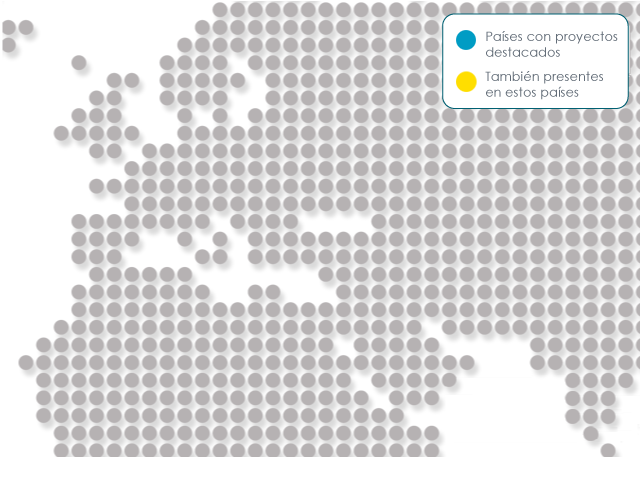 Países con proyectos
destacados
También presentes
en estos países